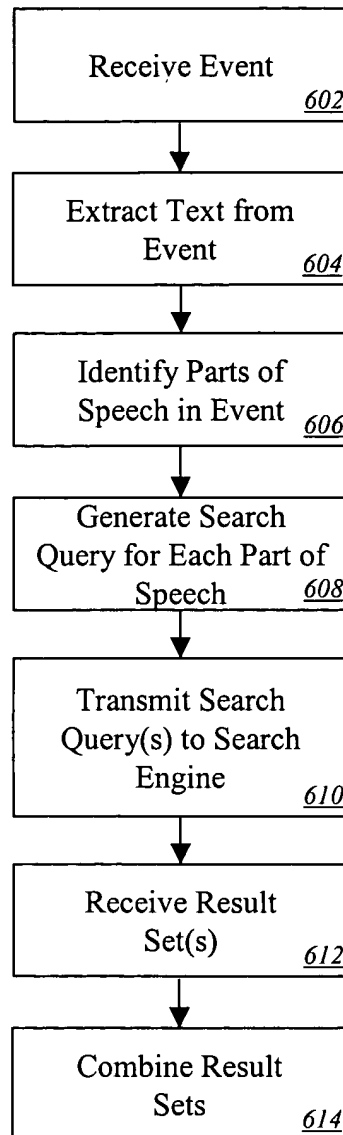 Receive Event
602
Extract Text from
Event
604
Identify Parts of
Speech in Event
606
Generate Search
Query for Each Part of
Speech
608
Transmit Search
Query(s) to Search
Engine
610
Receive Result
Set(s)
612
Combine Result
Sets
614